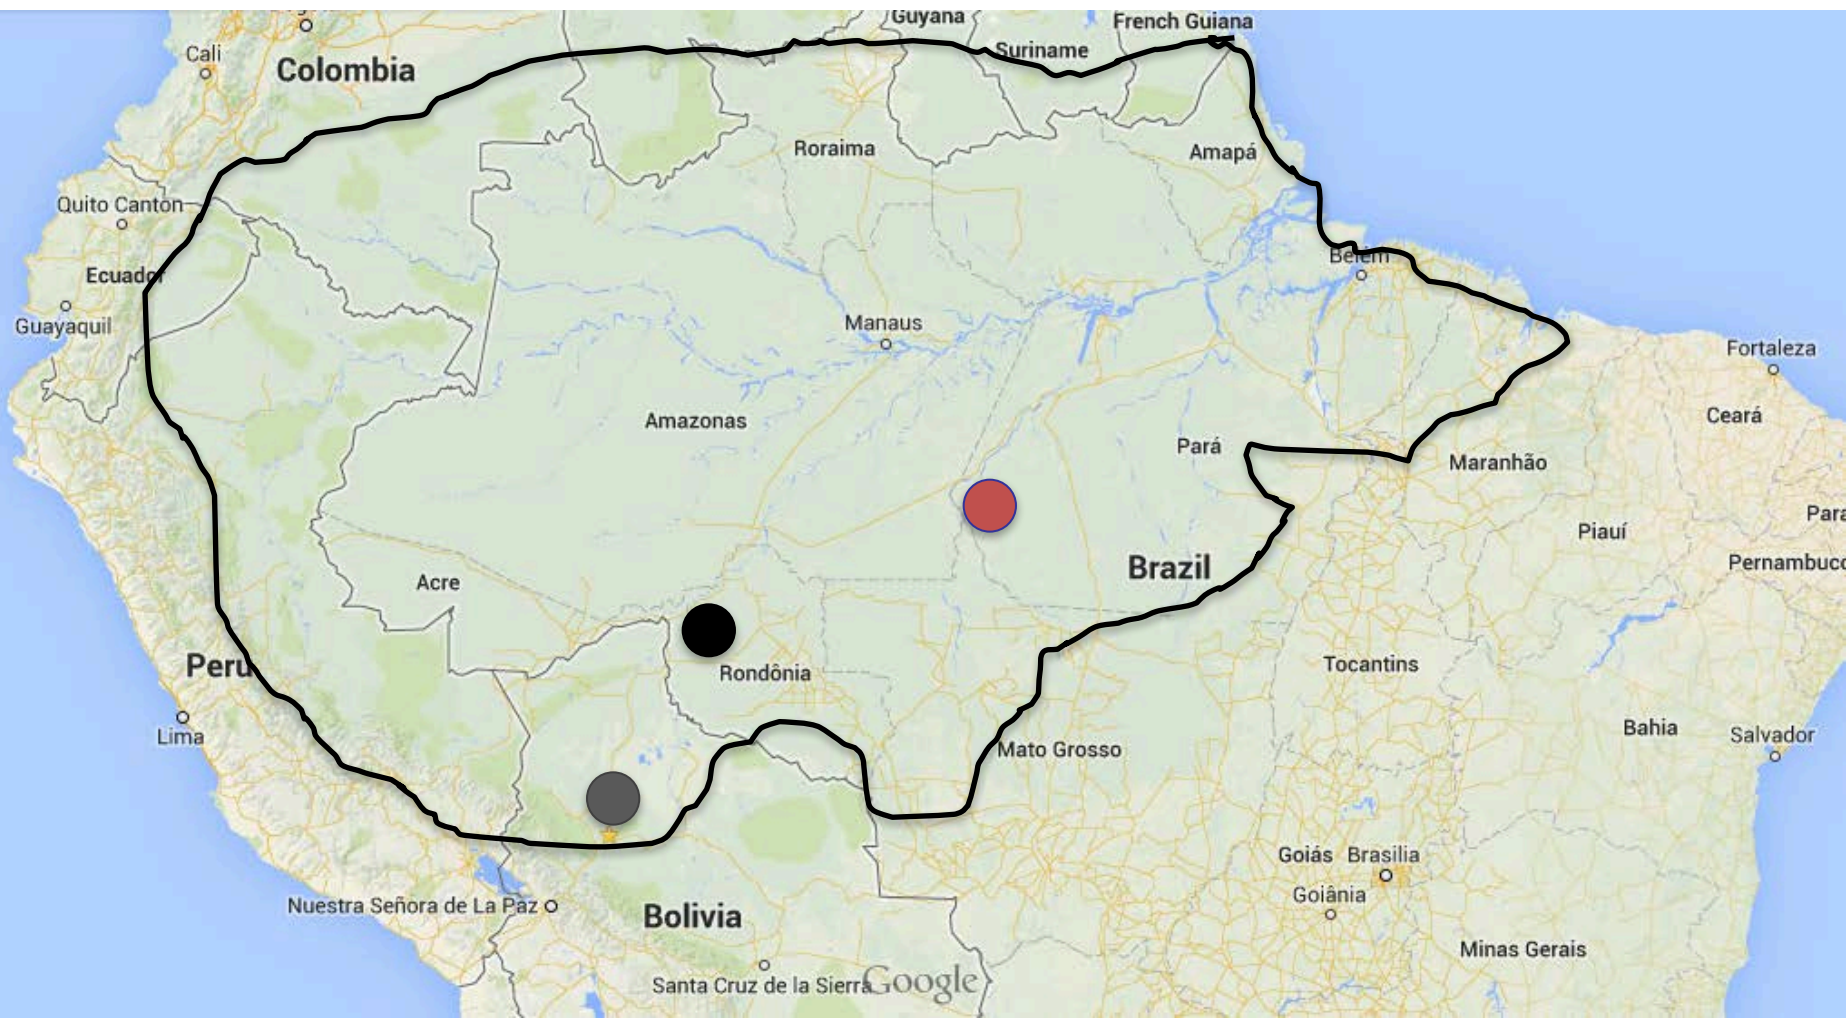 Guyana
French Guiana
Cali
Colombia
Suriname
Roraima
Amapá
Quito Canton
Ecuador
Belém
Guayaquil
Manaus
Fortaleza
Amazonas
Ceará
Pará
Maranhão
Para
Piauí
Brazil
Pernambuco
Acre
Peru
Rondônia
Tocantins
Lima
Mato Grosso
Bahia
Salvador
Goiás
Brasilia
Goiânia
Nuestra Señora de La Paz
Bolivia
Minas Gerais
Santa Cruz de la Sierra
Google